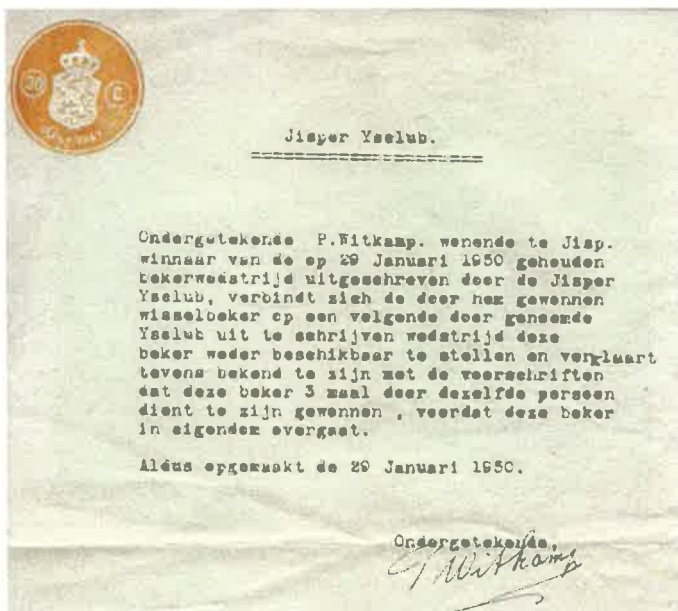 30 C
Jisper Ysclub.
Ondergetekende P.Witkamp. wonende te Jisp.
winnaar van de op 29 Januari 1950 gehouden
bekerwedstrijd uitgeschreven door de Jisper
Ysclub, verbindt zich de door hem gewonnen
wisselbeker op een volgende door genoemde
Ysclub uit te schrijven wedstrijd deze
beker weder beschikbaar te stellen en verklaart
tevens bekend te zijn met de voorschriften
dat deze beker 3 maal door dezelfde persoon
dient te zijn gewonnen , voordat deze beker
in eigendom overgaat.
Aldus opgemaakt de 29 Januari 1950.
Ondergetekende,
P Witkamp